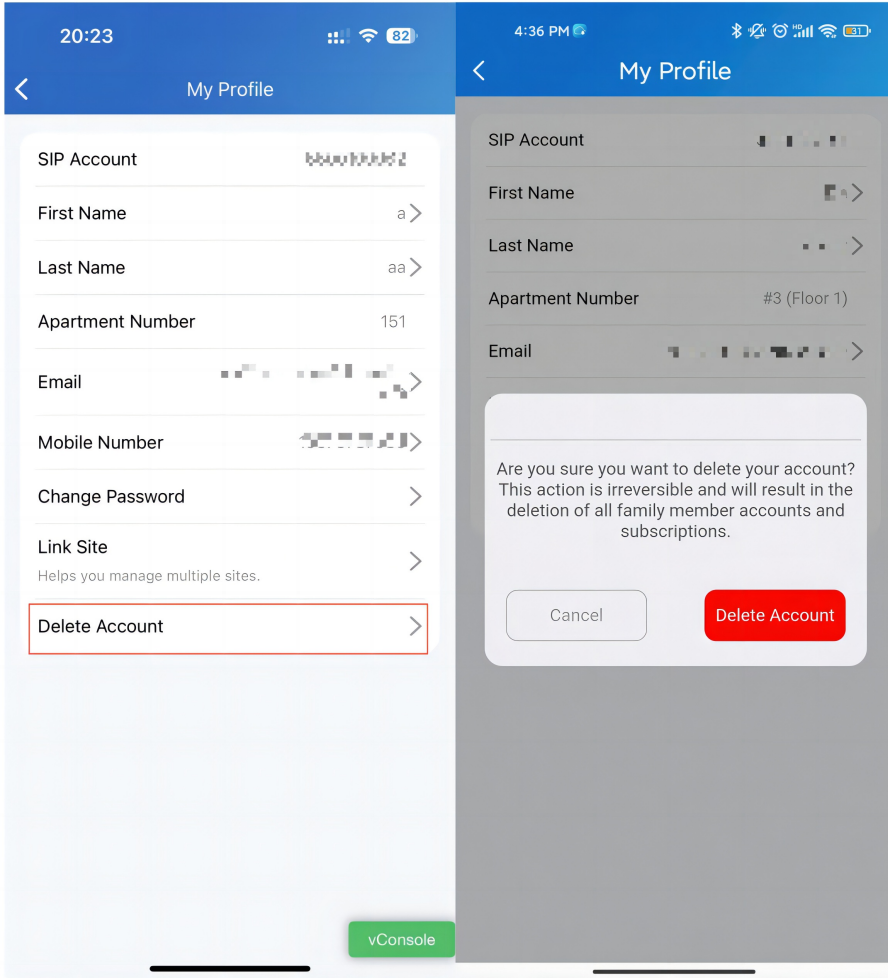 20:23
82
My Profile
SIP Account
First Name
a
Last Name
aa
Apartment Number
151
Email
Mobile Number
Change Password
Link Site
Helps you manage multiple sites.
Delete Account
vConsole
4:36 PM
HD
31
My Profile
SIP Account
First Name
Last Name
Apartment Number
#3 (Floor 1)
Email
Are you sure you want to delete your account?
This action is irreversible and will result in the
deletion of all family member accounts and
subscriptions.
Cancel
Delete Account